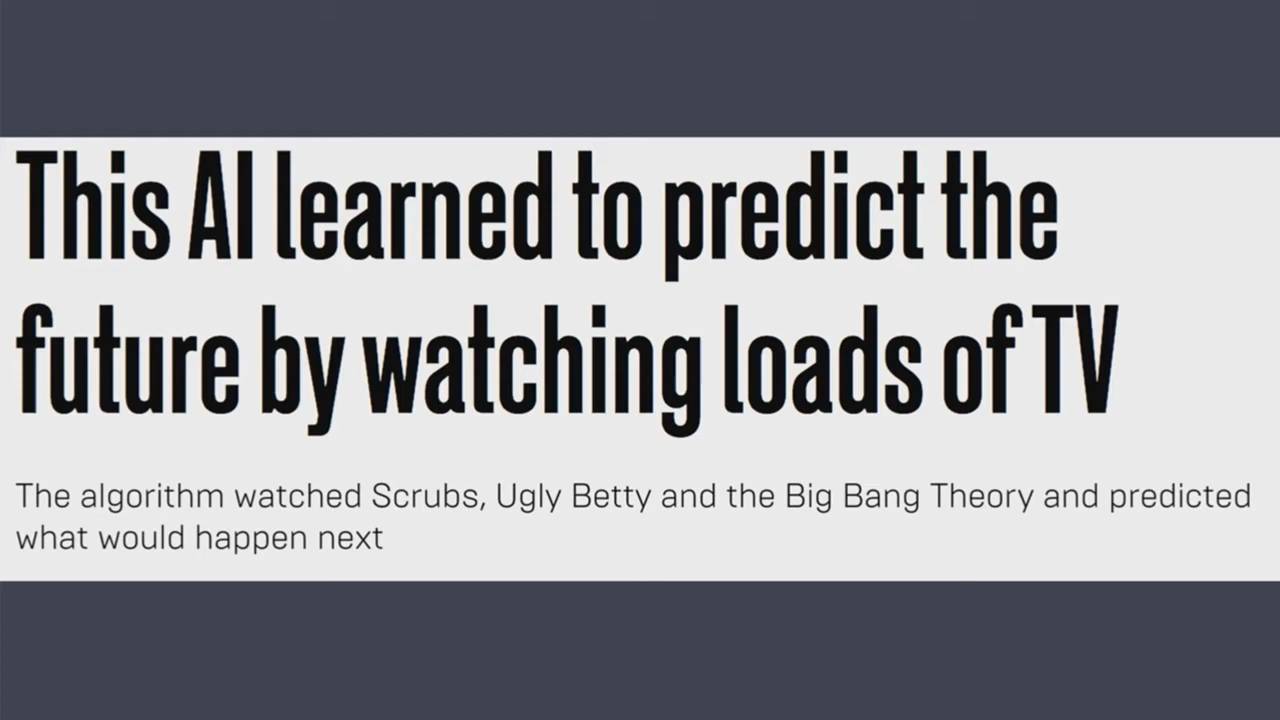 This AI learned to predict the
future by watching loads of TV
The algorithm watched Scrubs, Ugly Betty and the Big Bang Theory and predicted
what would happen next